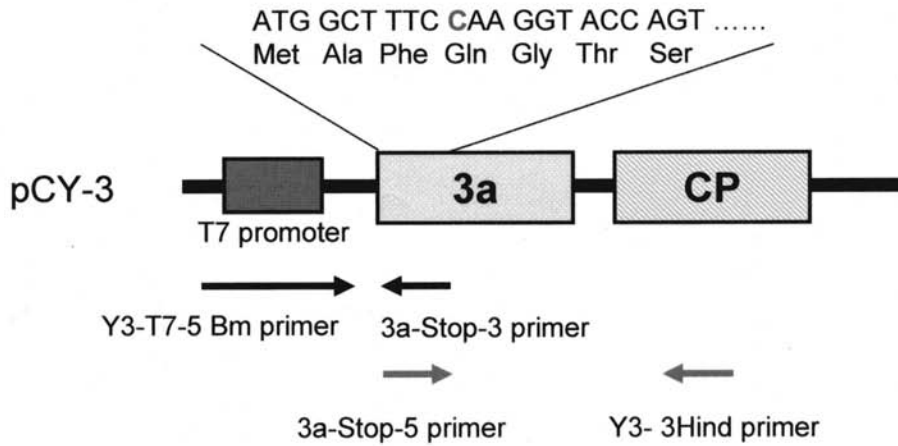 ATG GCT TTC CAA GGT ACC AGT ......
Met Ala Phe Gln Gly Thr Ser
pCY-3
3a
CP
T7 promoter
Y3-T7-5 Bm primer
3a-Stop-3 primer
3a-Stop-5 primer
Y3- 3Hind primer